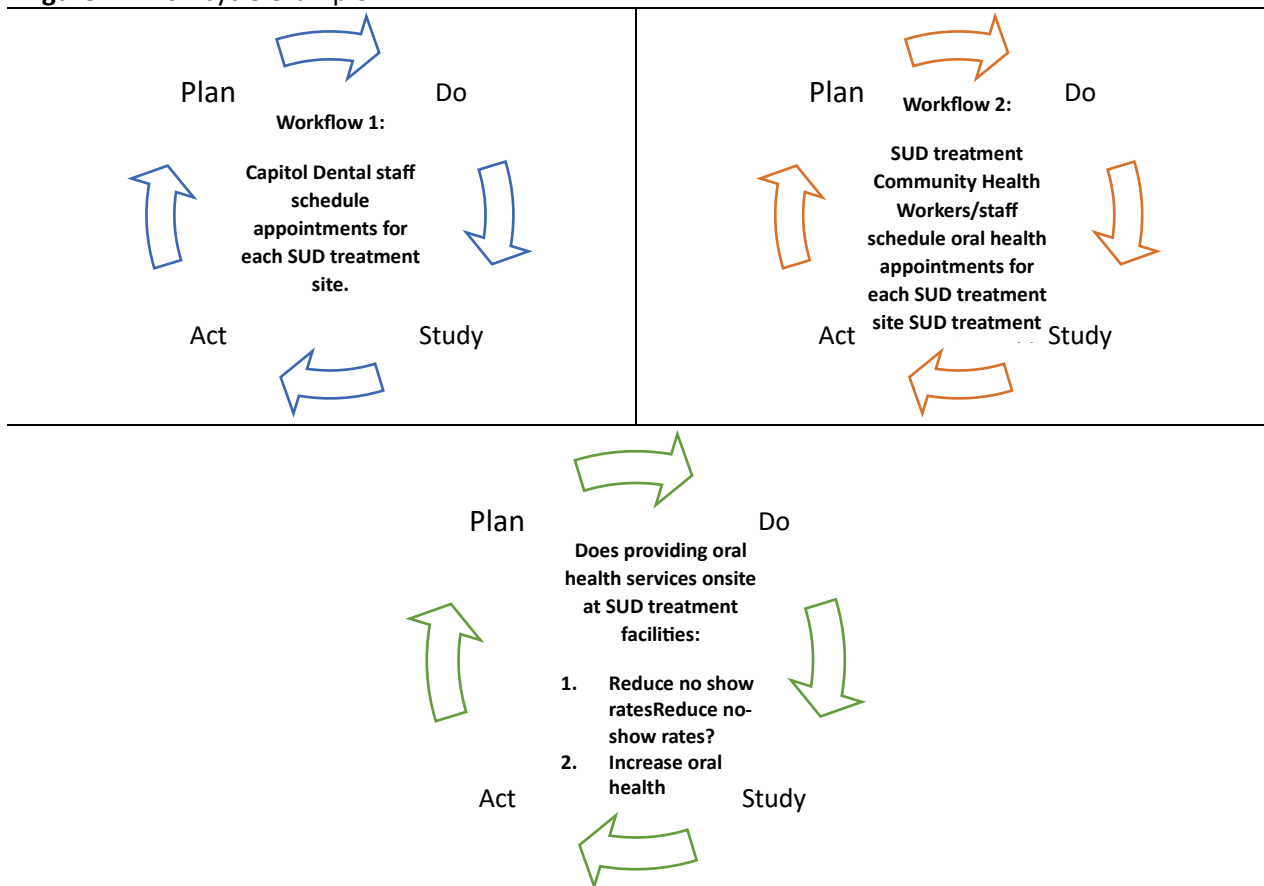 Plan
Do
Workflow 1:
Capitol Dental staff
schedule
appointments for
each SUD treatment
site.
Act
Study
Plan
Do
Workflow 2:
SUD treatment
Community Health
Workers/staff
schedule oral health
appointments for
each SUD treatment
site SUD treatment
Act
Study
Plan
Do
Does providing oral
health services onsite
at SUD treatment
facilities:
1. Reduce no show
ratesReduce no-
show rates?
2. Increase oral
health
Act
Study